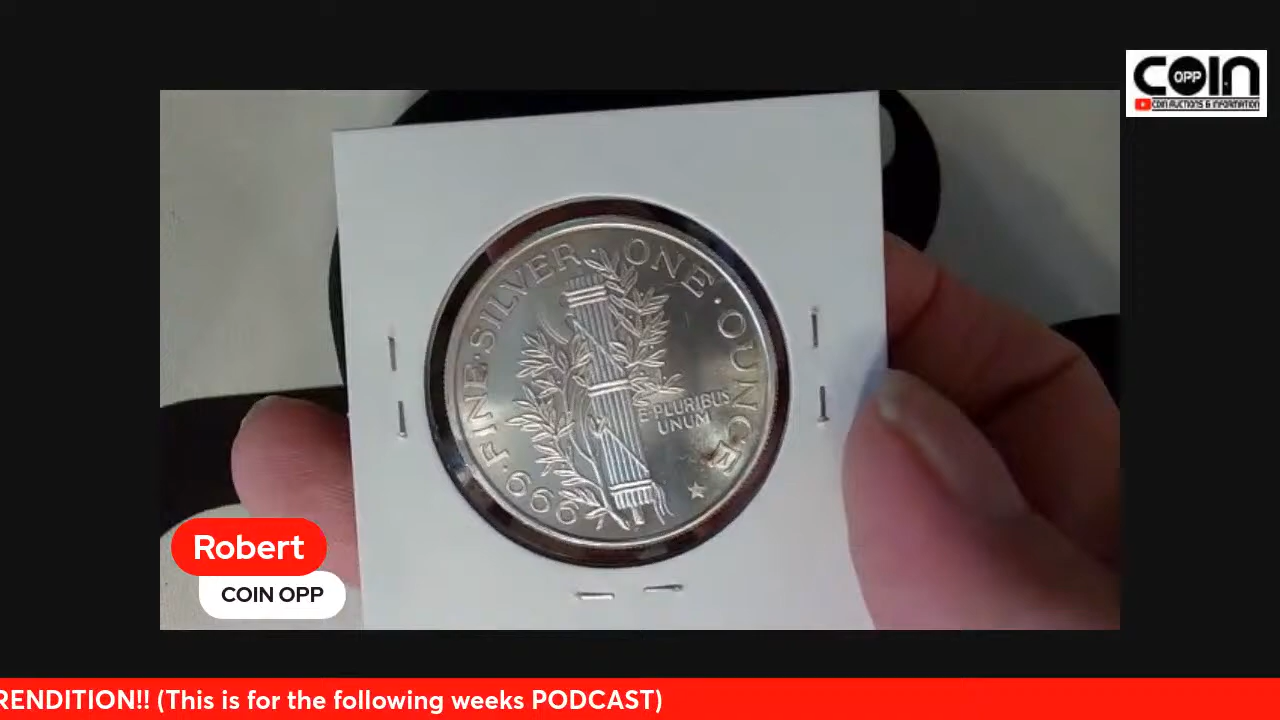 COIN
OPP
COIN AUCTIONS & INFORMATION
.999 · FINE · SILVER · ONE · OUNCE
E · PLURIBUS
UNUM
Robert
COIN OPP
RENDITION!! (This is for the following weeks PODCAST)